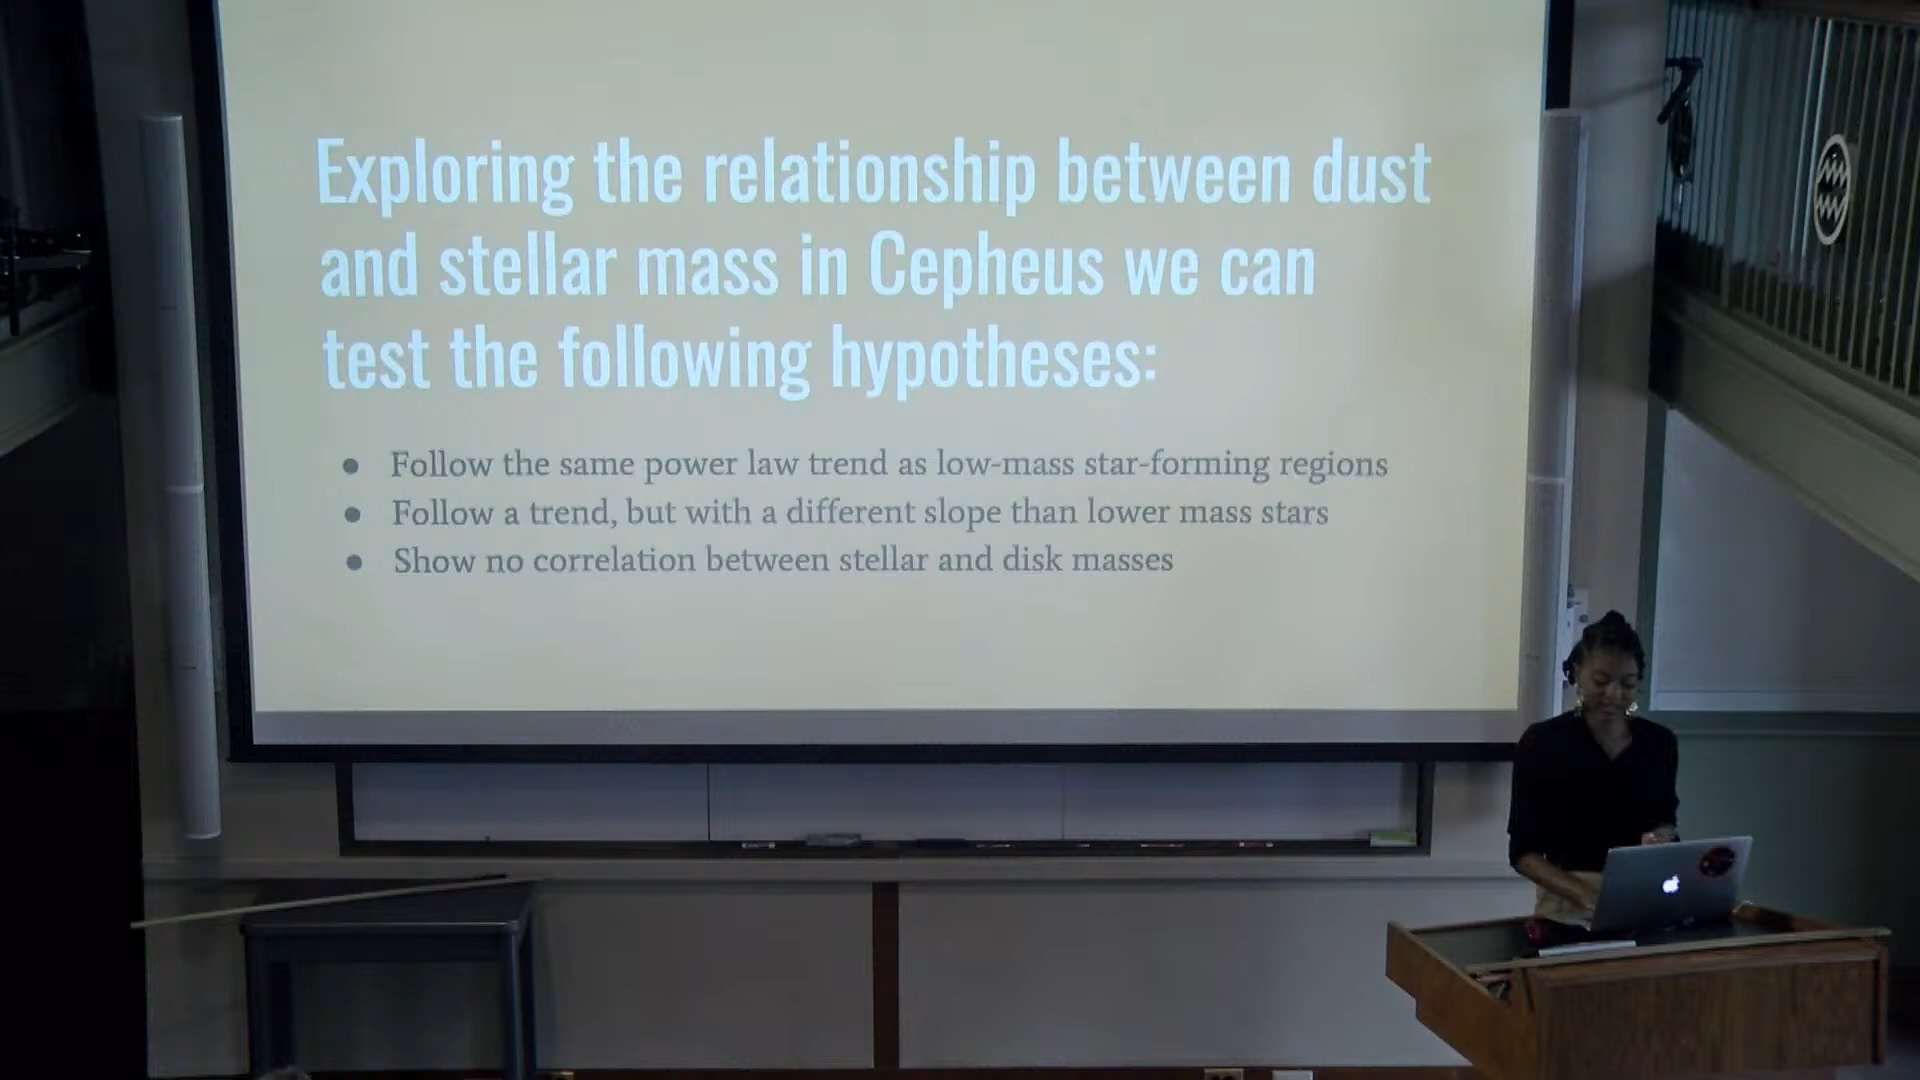 Exploring the relationship between dust
and stellar mass in Cepheus we can
test the following hypotheses:
● Follow the same power law trend as low-mass star-forming regions
● Follow a trend, but with a different slope than lower mass stars
● Show no correlation between stellar and disk masses